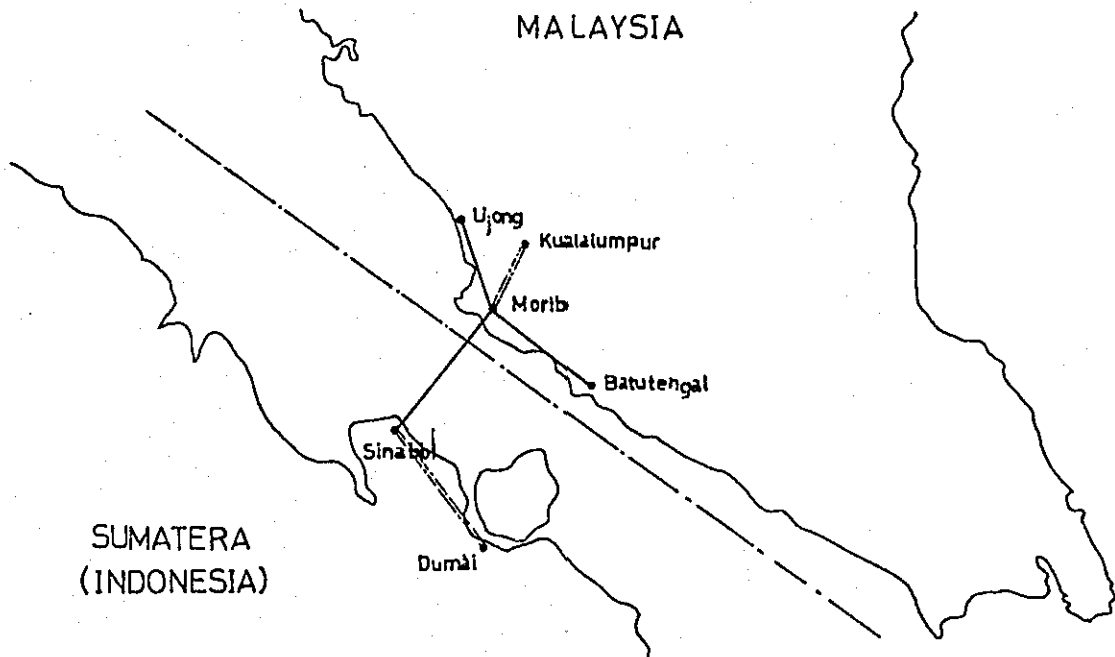 MALAYSIA
Ujong
Kualalumpur
Morib
Batutengal
Sinaboi
SUMATERA
(INDONESIA)
Dumai